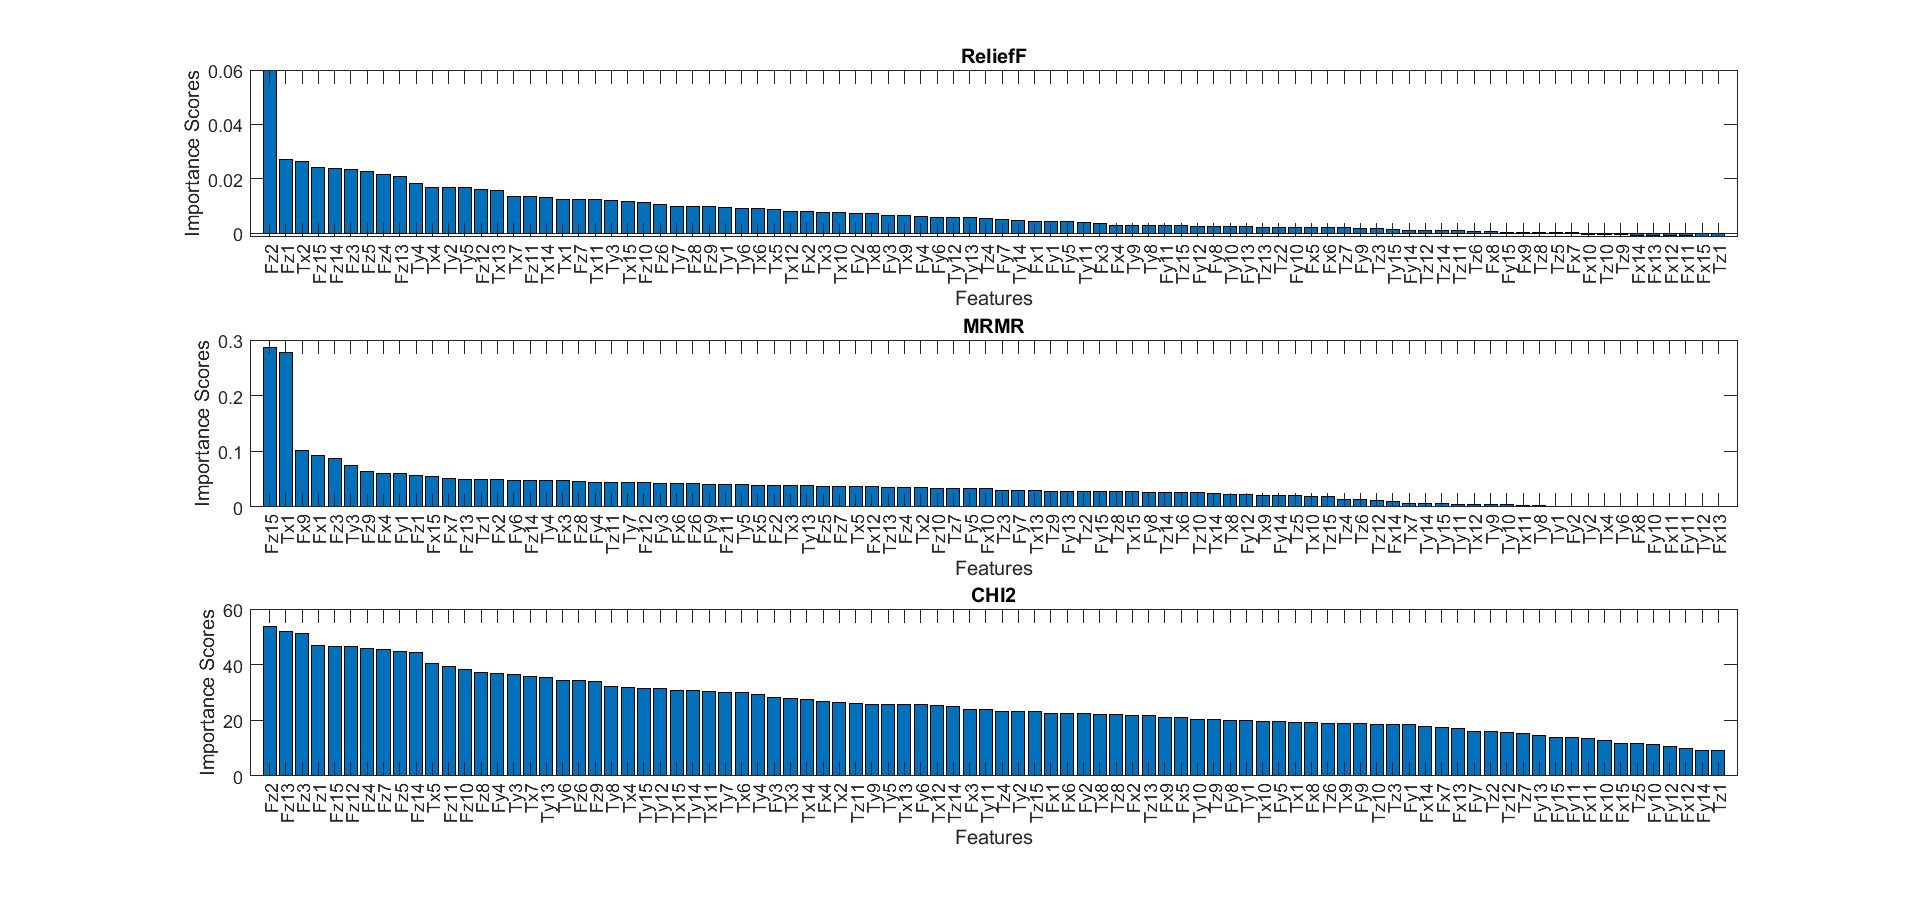 ReliefF
Importance Scores
0.06
0.04
0.02
0
Fz2 Fz1 Tx2 Fz15 Fz14 Fz3 Fz5 Fz4 Fz13 Ty4 Tx4 Ty2 Ty5 Fz12 Tx13 Tx7 Fz11 Tx14 Tx1 Fz7 Tx11 Ty3 Tx15 Fz10 Fz6 Ty7 Fz8 Fz9 Ty1 Ty6 Tx6 Tx5 Tx12 Fx2 Tx3 Tx10 Fy2 Tx8 Fy3 Tx9 Fy4 Fy6 Ty12 Ty13 Tz4 Fy7 Ty14 Fx1 Fy1 Fy5 Ty11 Fx3 Fx4 Ty9 Ty8 Fy11 Tz15 Fy12 Fy8 Ty10 Fy13 Tz13 Tz2 Fy10 Fx5 Fx6 Tz7 Fy9 Tz3 Ty15 Fy14 Tz12 Tz14 Tz11 Tz6 Fx8 Fy15 Fx9 Tz8 Tz5 Fx7 Fx10 Tz10 Tz9 Fx14 Fx13 Fx12 Fx11 Fx15 Tz1
Features
MRMR
Importance Scores
0.3
0.2
0.1
0
Fz15 Tx1 Fx9 Fx1 Fz3 Ty3 Fz9 Fx4 Fy1 Fz1 Fx15 Fx7 Fz13 Tz1 Fx2 Fy6 Fz14 Ty4 Fx3 Fz8 Fy4 Tz11 Ty7 Fz12 Fy3 Fx6 Fz6 Fy9 Fz11 Ty5 Fx5 Fz2 Tx3 Ty13 Fz5 Fz7 Tx5 Fx12 Tz13 Fz4 Tx2 Fz10 Tz7 Fy5 Fx10 Tz3 Fy7 Tx13 Tz9 Fy13 Tz2 Fy15 Tz8 Tx15 Fy8 Tz14 Tx6 Tz10 Tx14 Tx8 Fy12 Tx9 Fy14 Tz5 Tx10 Tz15 Tz4 Tz6 Tz12 Fx14 Tx7 Ty14 Ty15 Ty11 Tx12 Ty9 Ty10 Tx11 Ty8 Ty1 Fy2 Ty2 Tx4 Ty6 Fx8 Fy10 Fx11 Fy11 Ty12 Fx13
Features
CHI2
Importance Scores
60
40
20
0
Fz2 Fz13 Fz3 Fz1 Fz15 Fz12 Fz4 Fz7 Fz5 Fz14 Tx5 Fz11 Fz10 Fz8 Fy4 Ty3 Tx7 Ty13 Ty6 Fz6 Fz9 Ty8 Tx4 Ty15 Ty12 Tx15 Ty14 Tx11 Ty7 Tx6 Ty4 Fy3 Tx3 Tx14 Fx4 Tx2 Tz11 Ty9 Ty5 Tx13 Fy6 Tx12 Tz14 Fx3 Ty11 Tz4 Ty2 Tz15 Fx1 Fx6 Fy2 Tx8 Tz8 Fx2 Tz13 Fx9 Fx5 Ty10 Tz9 Fy8 Ty1 Tx10 Fy5 Tx1 Fx8 Tz6 Tx9 Fy9 Tz10 Tz3 Fy1 Fx14 Fx7 Fx13 Fy7 Tz2 Tz12 Tz7 Fy13 Fy15 Fy11 Fx11 Fx10 Fx15 Tz5 Fy10 Fy12 Fx12 Fy14 Tz1
Features